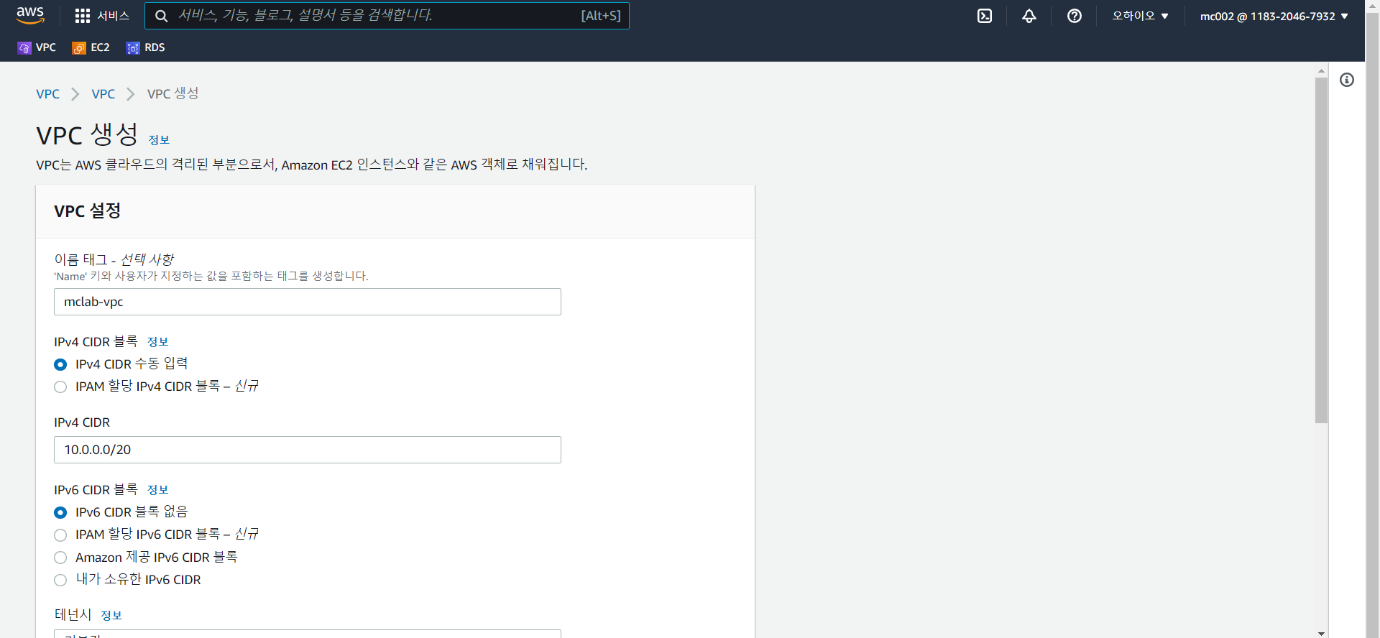 aws 서비스 서비스, 기능, 블로그, 설명서 등을 검색합니다. [Alt+S] 오하이오 ▼ mc002 @ 1183-2046-7932 ▼
VPC EC2 RDS
VPC > VPC > VPC 생성
VPC 생성 정보
VPC는 AWS 클라우드의 격리된 부분으로서, Amazon EC2 인스턴스와 같은 AWS 객체로 채워집니다.
VPC 설정
이름 태그 - 선택 사항
'Name' 키와 사용자가 지정하는 값을 포함하는 태그를 생성합니다.
mclab-vpc
IPv4 CIDR 블록 정보
IPv4 CIDR 수동 입력
IPAM 할당 IPv4 CIDR 블록 – 신규
IPv4 CIDR
10.0.0.0/20
IPv6 CIDR 블록 정보
IPv6 CIDR 블록 없음
IPAM 할당 IPv6 CIDR 블록 – 신규
Amazon 제공 IPv6 CIDR 블록
내가 소유한 IPv6 CIDR
테넌시 정보